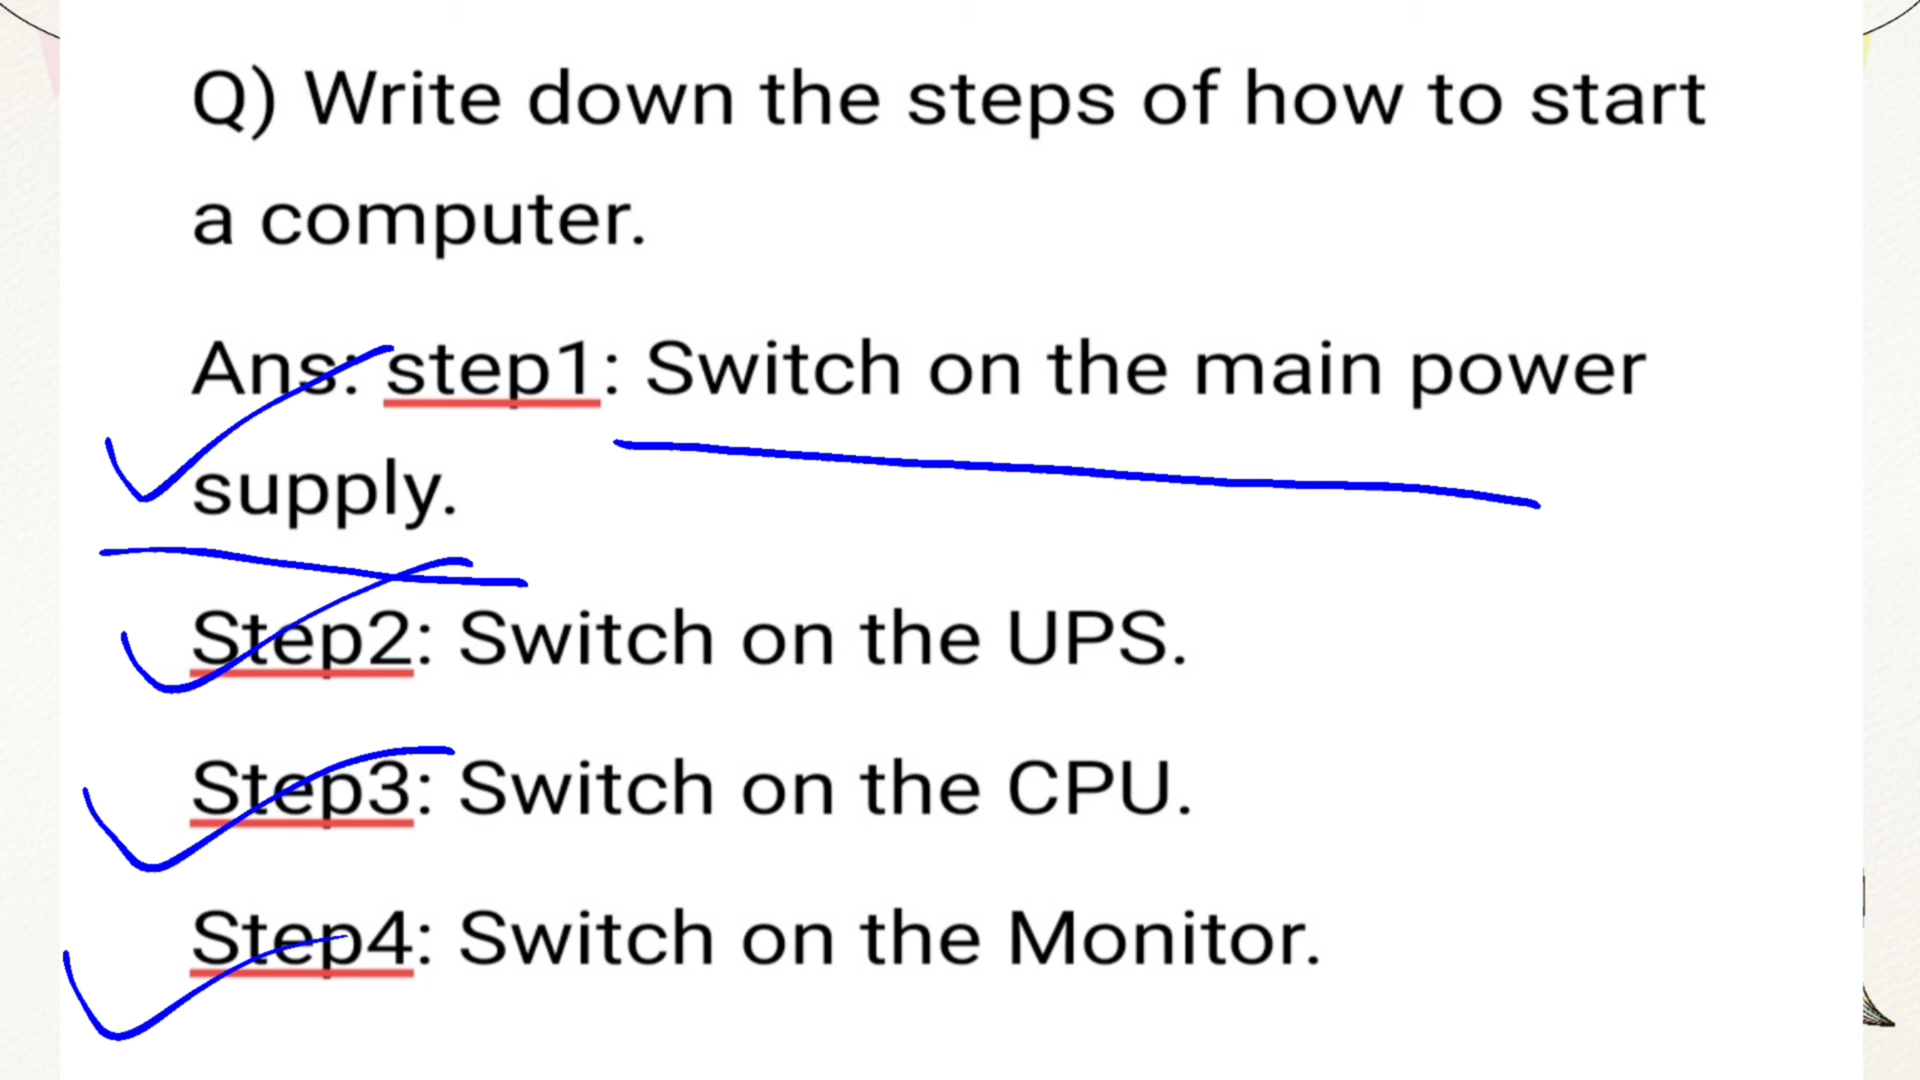 Q) Write down the steps of how to start
a computer.
Ans: step1: Switch on the main power
supply.
Step2: Switch on the UPS.
Step3: Switch on the CPU.
Step4: Switch on the Monitor.